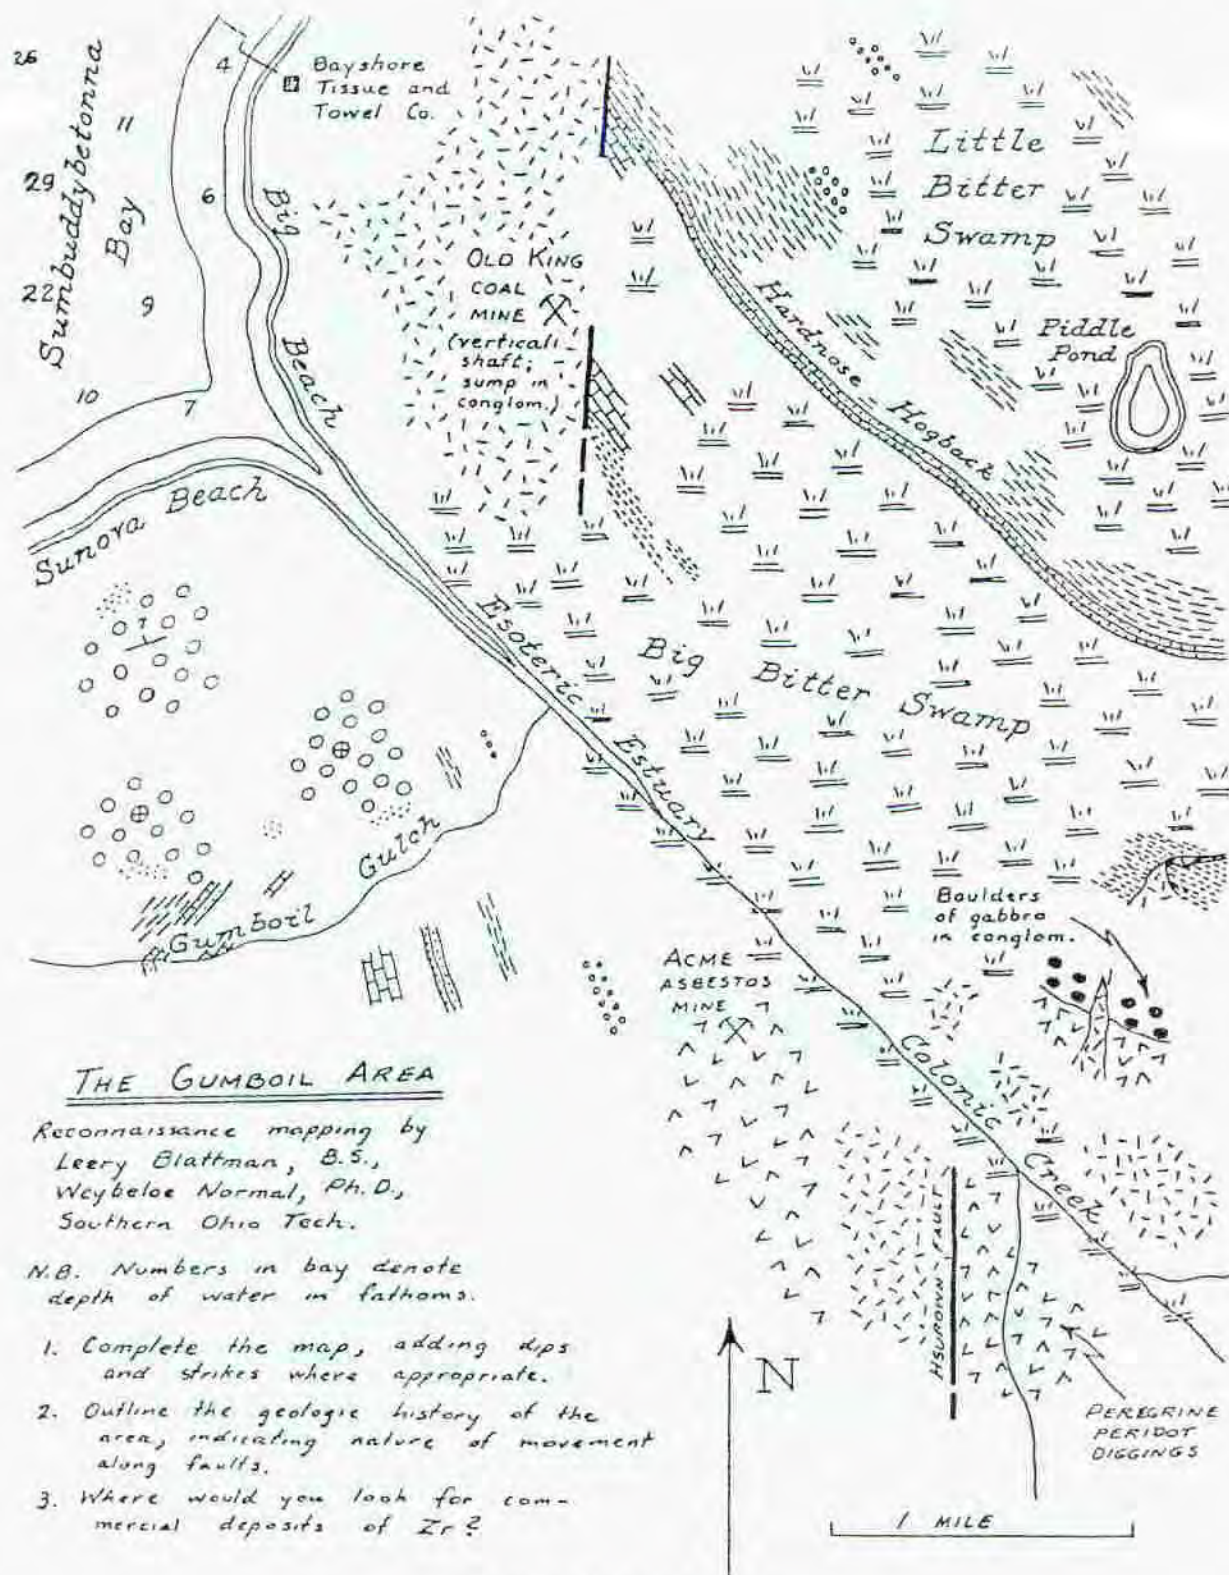 26
4
Bayshore
Tissue and
Towel Co.
Sumbuddybetonna
Bay
11
29
6
22
9
10
7
Big
Beach
Sunova Beach
OLD KING
COAL
MINE
(vertical
shaft;
sump in
conglom.)
Little
Bitter
Swamp
Piddle
Pond
Hardnose
Hogback
Esoteric
Estuary
Big
Bitter
Swamp
7
Gumboil
Gulch
Boulders
of gabbro
in conglom.
ACME
ASBESTOS
MINE
Colonic
Creek
HSURDWN FAULT
PEREGRINE
PERIDOT
DIGGINGS
THE GUMBOIL AREA
Reconnaissance mapping by
Leery Blattman, B.S.,
Weybeloe Normal, Ph.D.,
Southern Ohio Tech.
N.B. Numbers in bay denote
depth of water in fathoms.
1. Complete the map, adding dips
and strikes where appropriate.
2. Outline the geologic history of the
area, indicating nature of movement
along faults.
3. Where would you look for com-
mercial deposits of Zr?
N
1 MILE